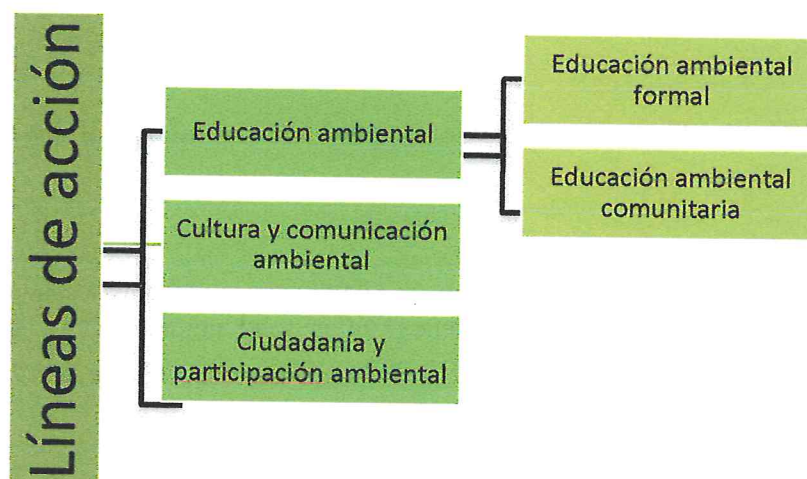 Líneas de acción
Educación ambiental
Cultura y comunicación
ambiental
Ciudadanía y
participación ambiental
Educación ambiental
formal
Educación ambiental
comunitaria